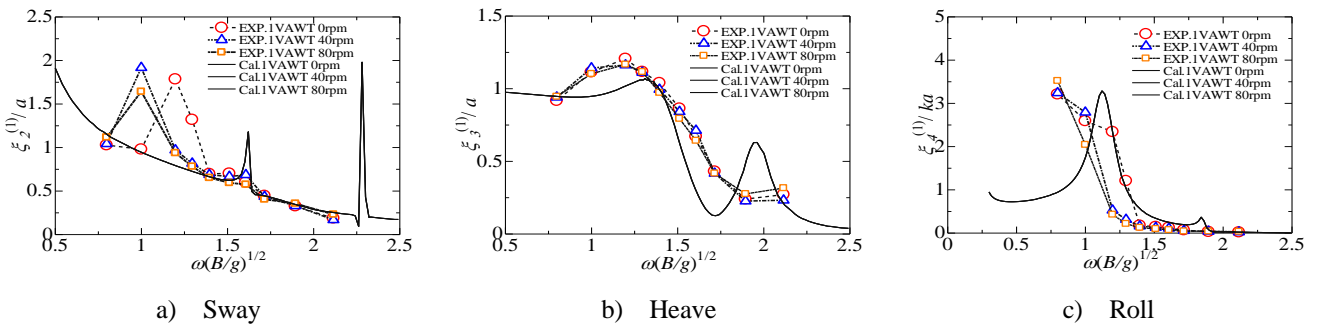 EXP.1VAWT 0rpm
EXP.1VAWT 40rpm
EXP.1VAWT 80rpm
Cal.1VAWT 0rpm
Cal.1VAWT 40rpm
Cal.1VAWT 80rpm
2.5
2
1.5
1
0.5
0
ξ₂⁽¹⁾/a
0.5 1 1.5 2 2.5
ω(B/g)^1/2
a) Sway
EXP.1VAWT 0rpm
EXP.1VAWT 40rpm
EXP.1VAWT 80rpm
Cal.1VAWT 0rpm
Cal.1VAWT 40rpm
Cal.1VAWT 80rpm
1.5
1
0.5
0
ξ₃⁽¹⁾/a
0.5 1 1.5 2 2.5
ω(B/g)^1/2
b) Heave
EXP.1VAWT 0rpm
EXP.1VAWT 40rpm
EXP.1VAWT 80rpm
Cal.1VAWT 0rpm
Cal.1VAWT 40rpm
Cal.1VAWT 80rpm
5
4
3
2
1
0
ξ₄⁽¹⁾/ka
0 0.5 1 1.5 2 2.5
ω(B/g)^1/2
c) Roll